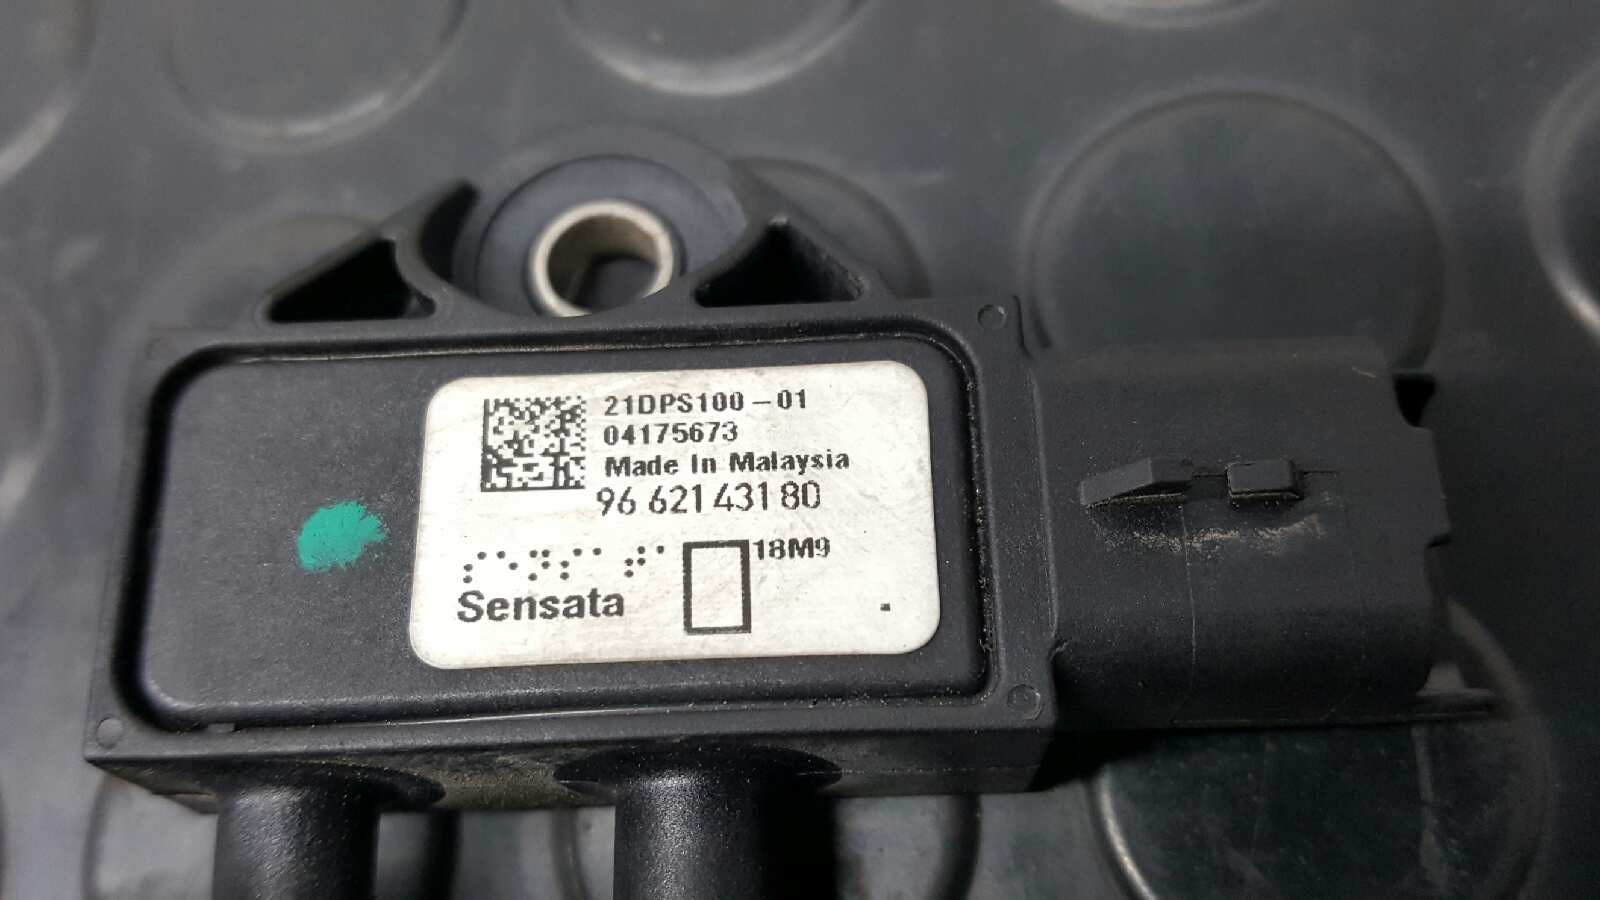 21DPS100-01
04175673
Made In Malaysia
96 621 431 80
18M9
Sensata